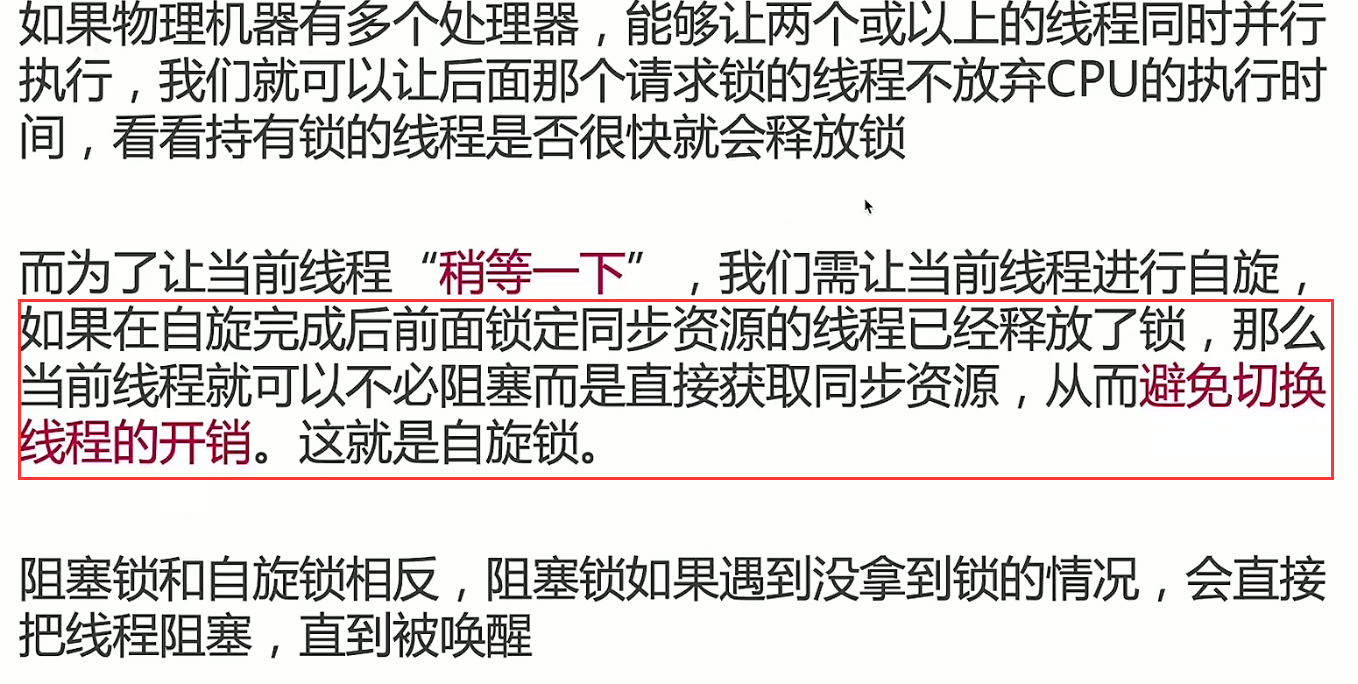 如果物理机器有多个处理器，能够让两个或以上的线程同时并行
执行，我们就可以让后面那个请求锁的线程不放弃CPU的执行时
间，看看持有锁的线程是否很快就会释放锁
而为了让当前线程“稍等一下”，我们需让当前线程进行自旋，
如果在自旋完成后前面锁定同步资源的线程已经释放了锁，那么
当前线程就可以不必阻塞而是直接获取同步资源，从而避免切换
线程的开销。这就是自旋锁。
阻塞锁和自旋锁相反，阻塞锁如果遇到没拿到锁的情况，会直接
把线程阻塞，直到被唤醒